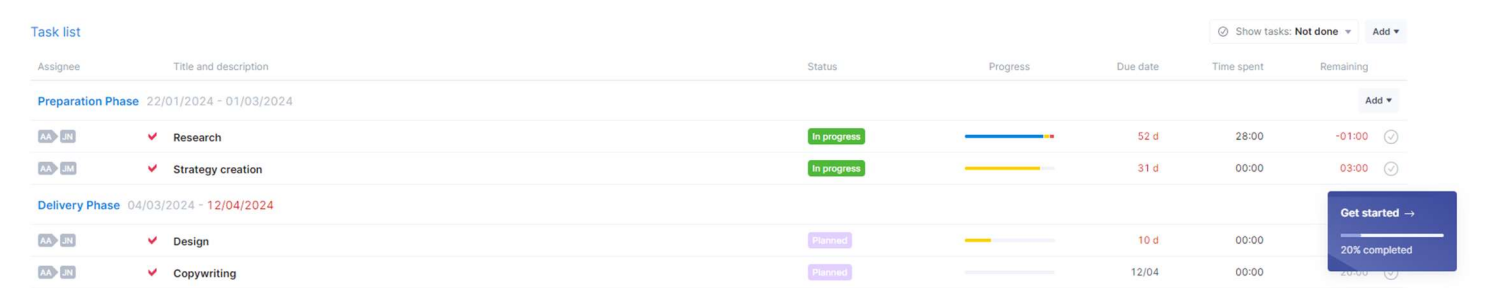 Task list
Show tasks: Not done
Add
Assignee Title and description Status Progress Due date Time spent Remaining
Preparation Phase 22/01/2024 - 01/03/2024 Add
AA JN Research In progress 52 d 28:00 -01:00
AA JM Strategy creation In progress 31 d 00:00 03:00
Delivery Phase 04/03/2024 - 12/04/2024
Get started →
AA JN Design Planned 10 d 00:00
20% completed
AA JN Copywriting Planned 12/04 00:00